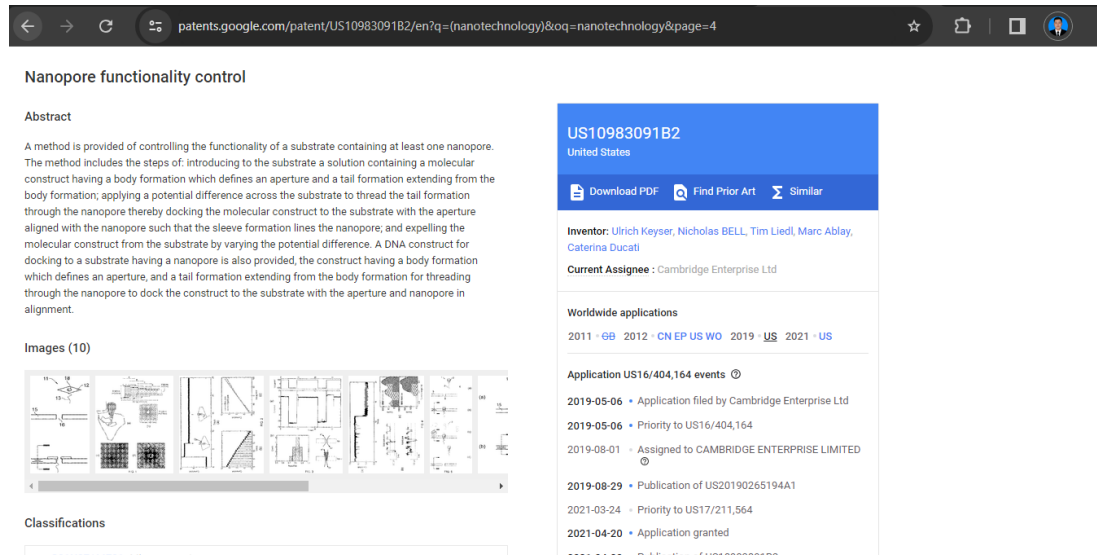 patents.google.com/patent/US10983091B2/en?q=(nanotechnology)&oq=nanotechnology&page=4
Nanopore functionality control
Abstract
A method is provided of controlling the functionality of a substrate containing at least one nanopore.
The method includes the steps of: introducing to the substrate a solution containing a molecular
construct having a body formation which defines an aperture and a tail formation extending from the
body formation; applying a potential difference across the substrate to thread the tail formation
through the nanopore thereby docking the molecular construct to the substrate with the aperture
aligned with the nanopore such that the sleeve formation lines the nanopore; and expelling the
molecular construct from the substrate by varying the potential difference. A DNA construct for
docking to a substrate having a nanopore is also provided, the construct having a body formation
which defines an aperture, and a tail formation extending from the body formation for threading
through the nanopore to dock the construct to the substrate with the aperture and nanopore in
alignment.
Images (10)
Classifications
US10983091B2
United States
Download PDF Find Prior Art Similar
Inventor: Ulrich Keyser, Nicholas BELL, Tim Liedl, Marc Ablay,
Caterina Ducati
Current Assignee : Cambridge Enterprise Ltd
Worldwide applications
2011 GB 2012 CN EP US WO 2019 US 2021 US
Application US16/404,164 events
2019-05-06 • Application filed by Cambridge Enterprise Ltd
2019-05-06 • Priority to US16/404,164
2019-08-01 Assigned to CAMBRIDGE ENTERPRISE LIMITED
2019-08-29 • Publication of US20190265194A1
2021-03-24 Priority to US17/211,564
2021-04-20 • Application granted